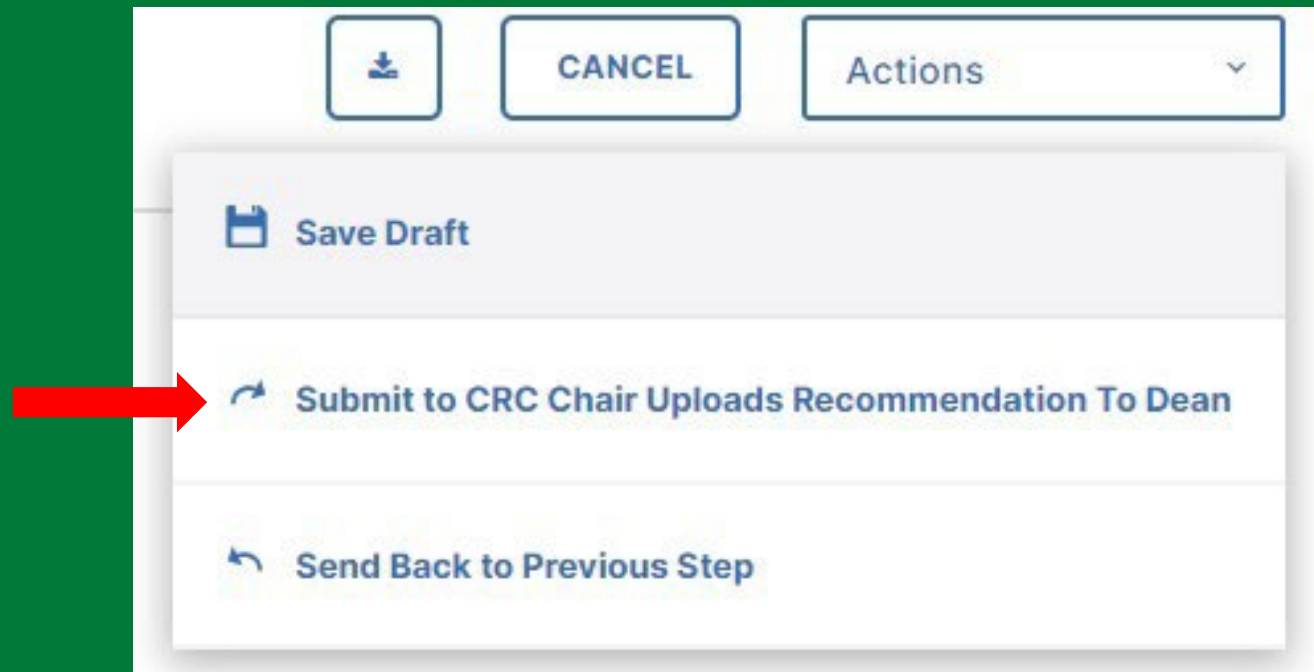 CANCEL
Actions
Save Draft
Submit to CRC Chair Uploads Recommendation To Dean
Send Back to Previous Step